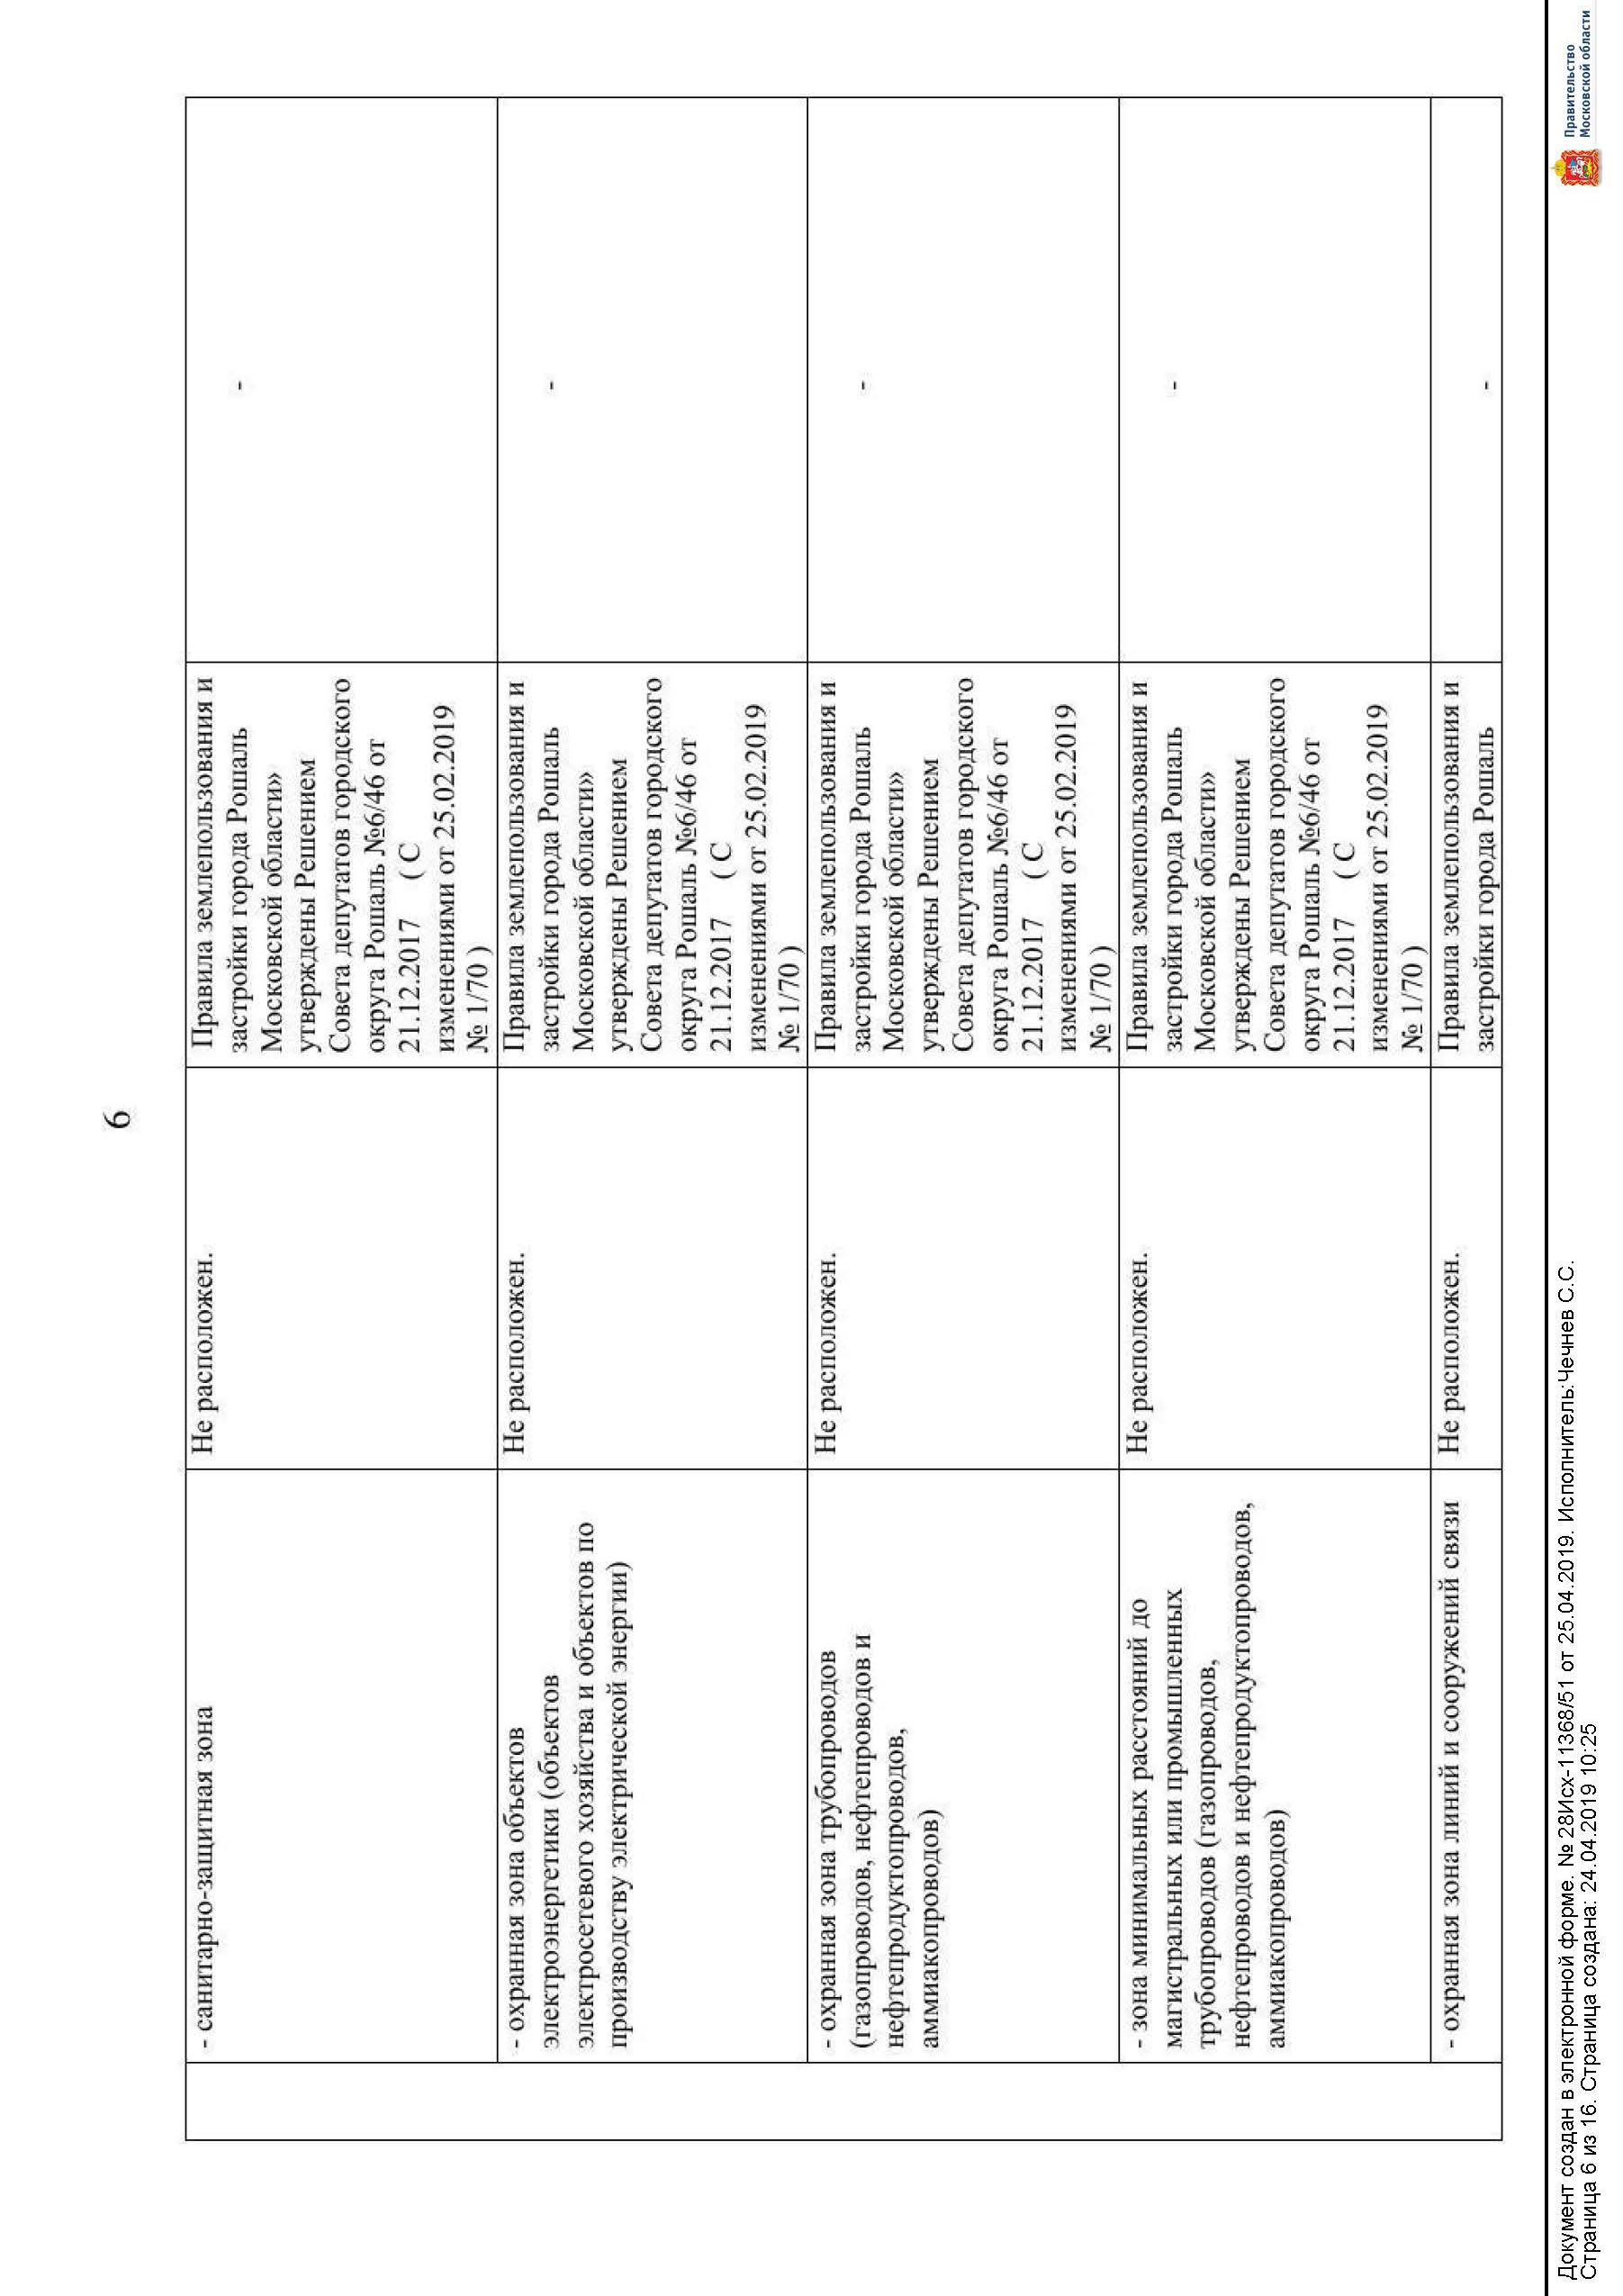 6
- санитарно-защитная зона
Не расположен.
Правила землепользования и
застройки города Рошаль
Московской области»
утверждены Решением
Совета депутатов городского
округа Рошаль №6/46 от
21.12.2017 ( С
изменениями от 25.02.2019
№ 1/70 )
-
- охранная зона объектов
электроэнергетики (объектов
электросетевого хозяйства и объектов по
производству электрической энергии)
Не расположен.
Правила землепользования и
застройки города Рошаль
Московской области»
утверждены Решением
Совета депутатов городского
округа Рошаль №6/46 от
21.12.2017 ( С
изменениями от 25.02.2019
№ 1/70 )
-
- охранная зона трубопроводов
(газопроводов, нефтепроводов и
нефтепродуктопроводов,
аммиакопроводов)
Не расположен.
Правила землепользования и
застройки города Рошаль
Московской области»
утверждены Решением
Совета депутатов городского
округа Рошаль №6/46 от
21.12.2017 ( С
изменениями от 25.02.2019
№ 1/70 )
-
- зона минимальных расстояний до
магистральных или промышленных
трубопроводов (газопроводов,
нефтепроводов и нефтепродуктопроводов,
аммиакопроводов)
Не расположен.
Правила землепользования и
застройки города Рошаль
Московской области»
утверждены Решением
Совета депутатов городского
округа Рошаль №6/46 от
21.12.2017 ( С
изменениями от 25.02.2019
№ 1/70 )
-
- охранная зона линий и сооружений связи
Не расположен.
Правила землепользования и
застройки города Рошаль
-
Документ создан в электронной форме. № 28Исх-11368/51 от 25.04.2019. Исполнитель:Чечнев С.С.
Страница 6 из 16. Страница создана: 24.04.2019 10:25
Правительство
Московской области